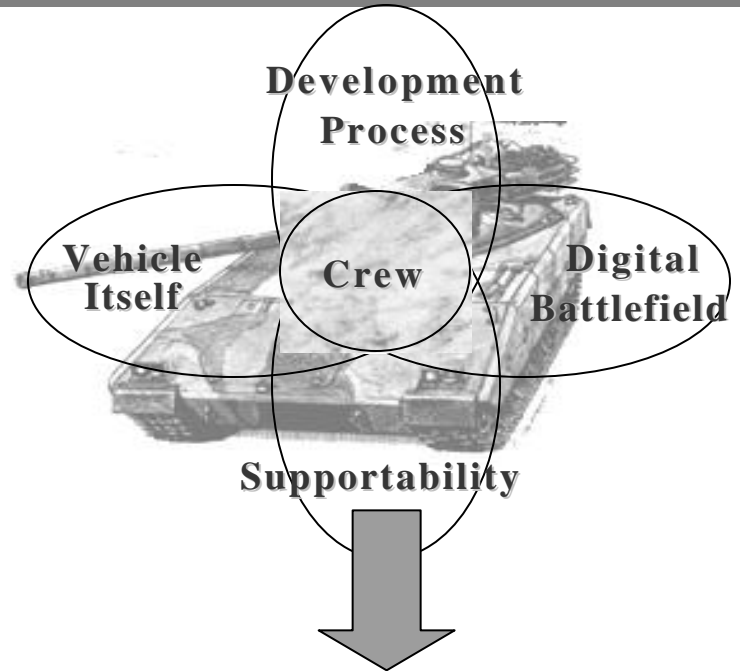 Development
Process
Vehicle
Itself
Crew
Digital
Battlefield
Supportability